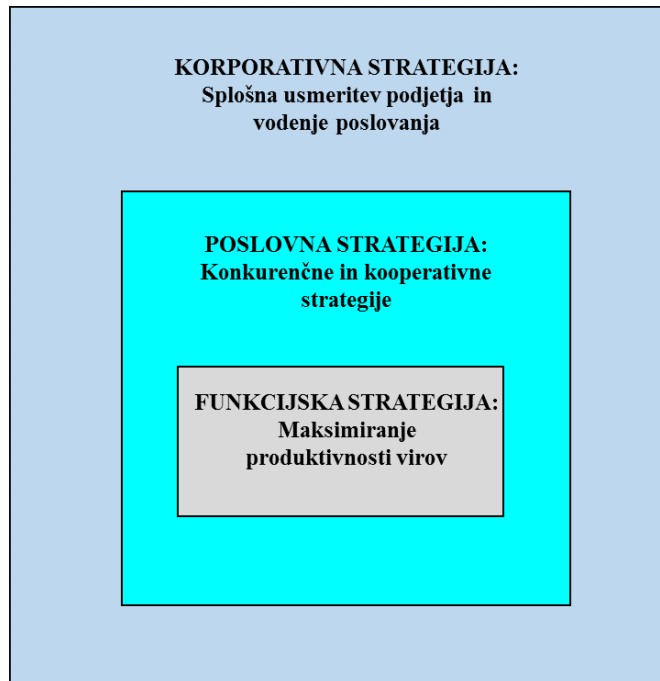 KORPORATIVNA STRATEGIJA:
Splošna usmeritev podjetja in
vodenje poslovanja
POSLOVNA STRATEGIJA:
Konkurenčne in kooperativne
strategije
FUNKCIJSKA STRATEGIJA:
Maksimiranje
produktivnosti virov